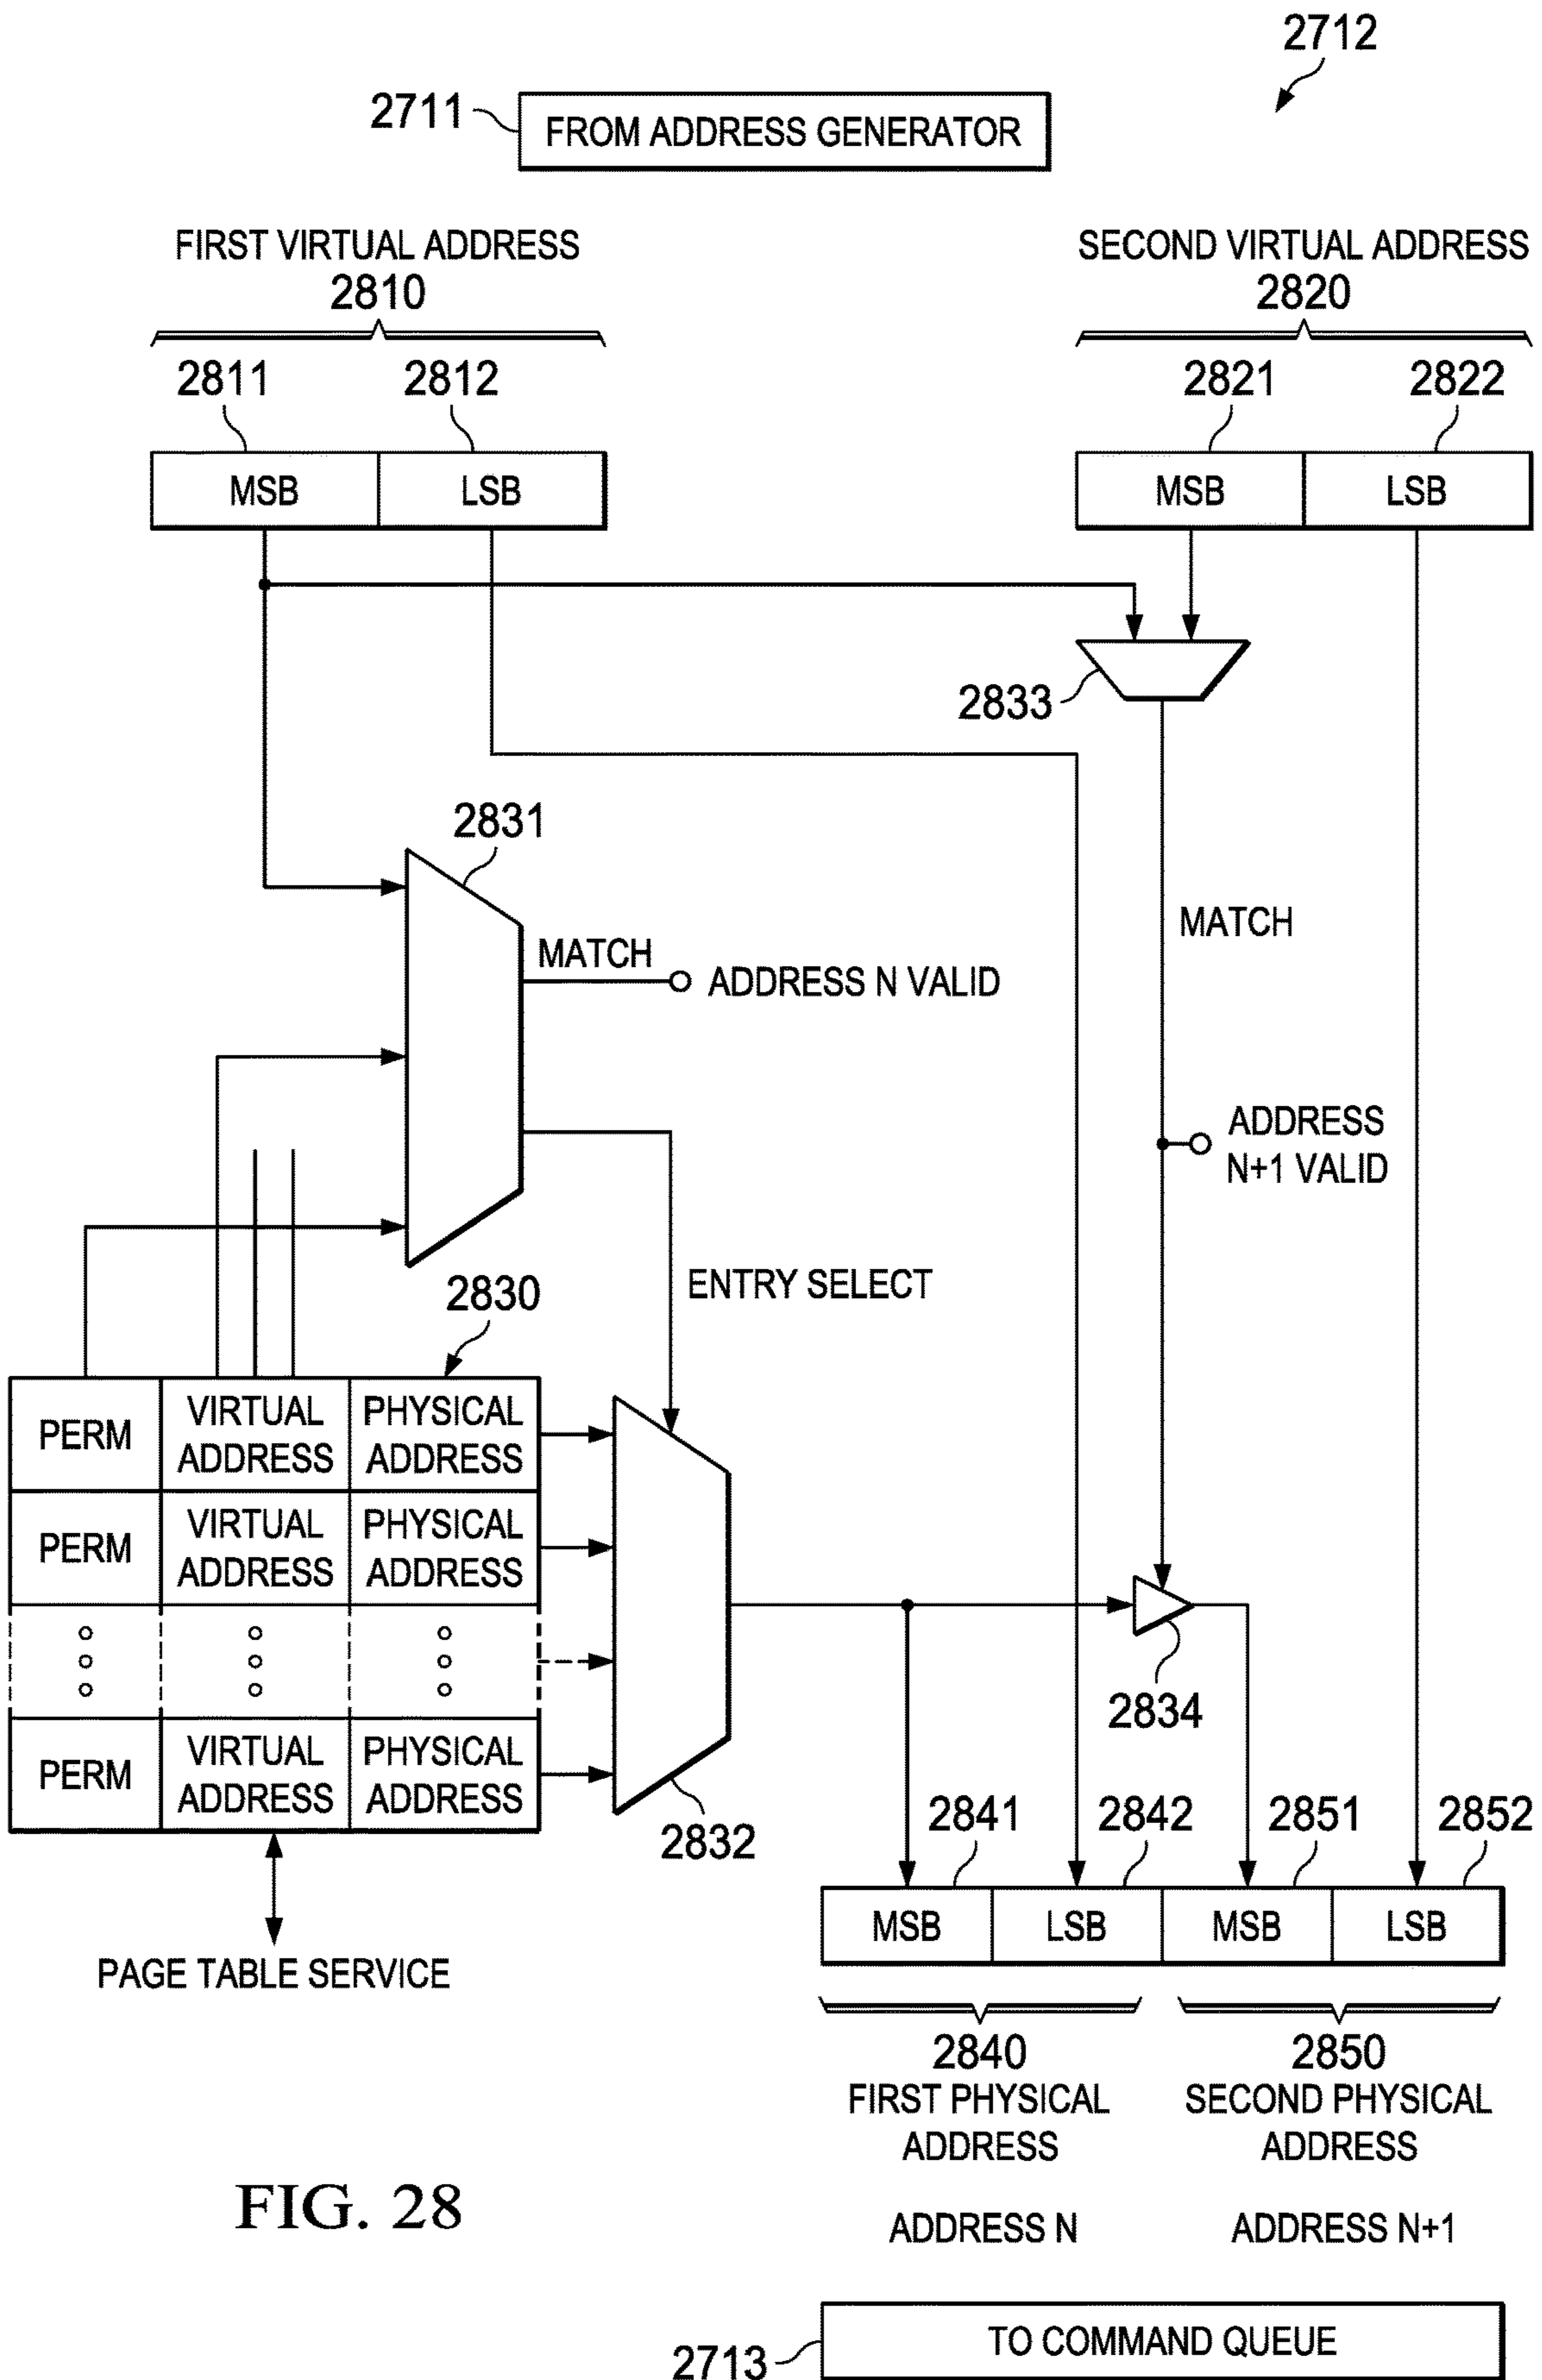 2712
2711
FROM ADDRESS GENERATOR
FIRST VIRTUAL ADDRESS
2810
SECOND VIRTUAL ADDRESS
2820
2811
2812
2821
2822
MSB
LSB
MSB
LSB
2833
2831
MATCH
MATCH
ADDRESS N VALID
ADDRESS
N+1 VALID
ENTRY SELECT
2830
PERM
VIRTUAL
ADDRESS
PHYSICAL
ADDRESS
PERM
VIRTUAL
ADDRESS
PHYSICAL
ADDRESS
2834
PERM
VIRTUAL
ADDRESS
PHYSICAL
ADDRESS
2832
2841
2842
2851
2852
MSB
LSB
MSB
LSB
PAGE TABLE SERVICE
2840
FIRST PHYSICAL
ADDRESS
2850
SECOND PHYSICAL
ADDRESS
FIG. 28
ADDRESS N
ADDRESS N+1
2713
TO COMMAND QUEUE